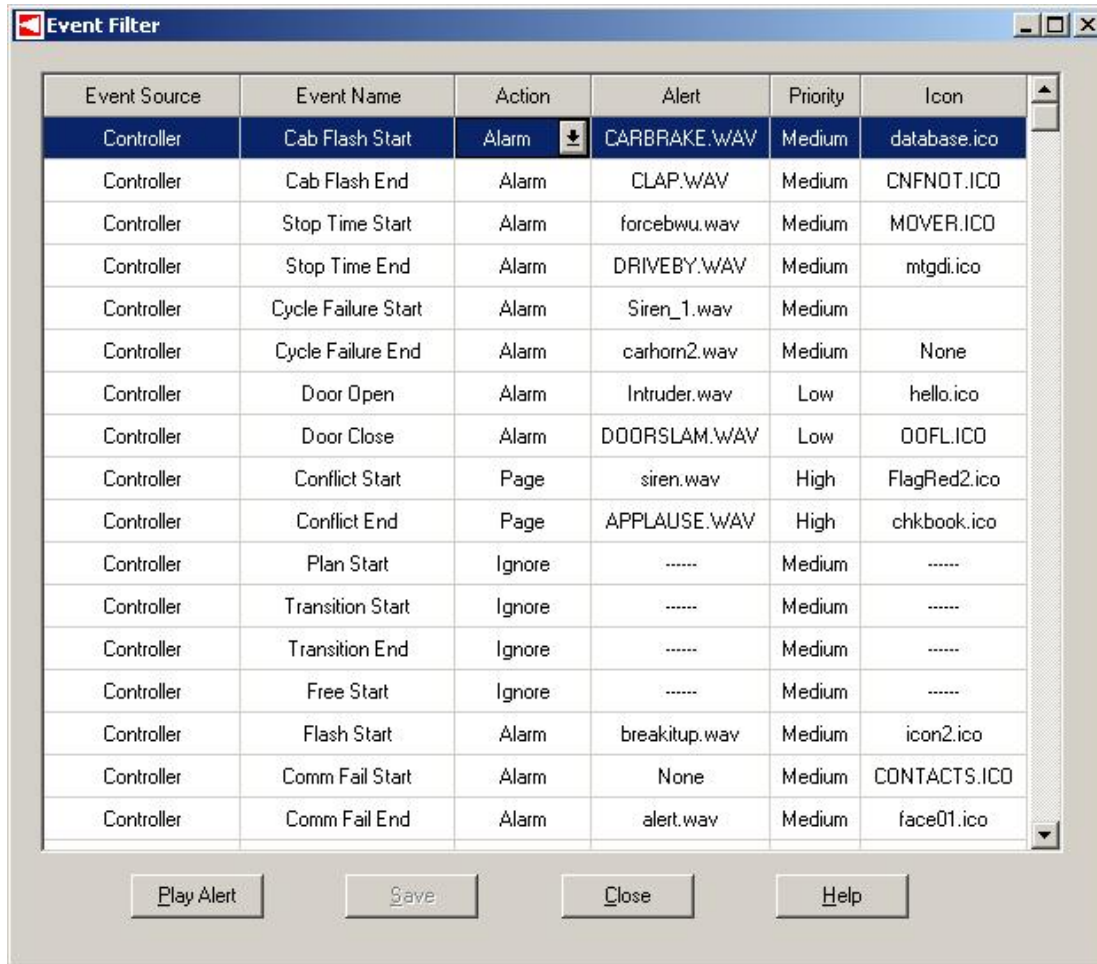 Event Filter
Event Source Event Name Action Alert Priority Icon
Controller Cab Flash Start Alarm CARBRAKE.WAV Medium database.ico
Controller Cab Flash End Alarm CLAP.WAV Medium CNFNOT.ICO
Controller Stop Time Start Alarm forcebwu.wav Medium MOVER.ICO
Controller Stop Time End Alarm DRIVEBY.WAV Medium mtgdi.ico
Controller Cycle Failure Start Alarm Siren_1.wav Medium
Controller Cycle Failure End Alarm carhorn2.wav Medium None
Controller Door Open Alarm Intruder.wav Low hello.ico
Controller Door Close Alarm DOORSLAM.WAV Low OOFL.ICO
Controller Conflict Start Page siren.wav High FlagRed2.ico
Controller Conflict End Page APPLAUSE.WAV High chkbook.ico
Controller Plan Start Ignore ------ Medium ------
Controller Transition Start Ignore ------ Medium ------
Controller Transition End Ignore ------ Medium ------
Controller Free Start Ignore ------ Medium ------
Controller Flash Start Alarm breakitup.wav Medium icon2.ico
Controller Comm Fail Start Alarm None Medium CONTACTS.ICO
Controller Comm Fail End Alarm alert.wav Medium face01.ico
Play Alert Save Close Help